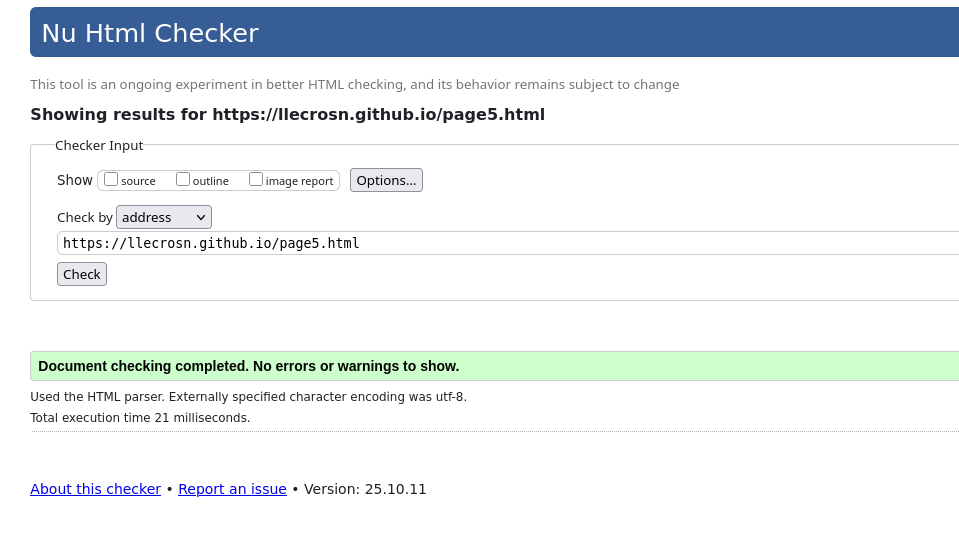 Nu Html Checker
This tool is an ongoing experiment in better HTML checking, and its behavior remains subject to change
Showing results for https://llecrosn.github.io/page5.html
Checker Input
Show source outline image report Options...
Check by address
https://llecrosn.github.io/page5.html
Check
Document checking completed. No errors or warnings to show.
Used the HTML parser. Externally specified character encoding was utf-8.
Total execution time 21 milliseconds.
About this checker • Report an issue • Version: 25.10.11